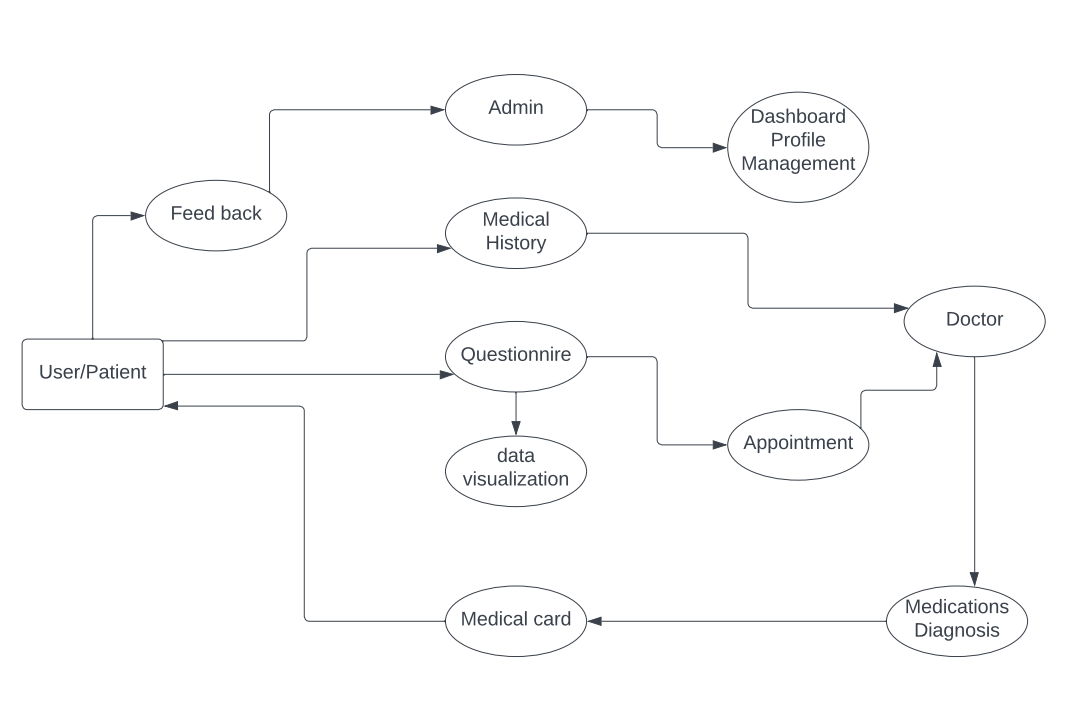 Admin
Dashboard
Profile
Management
Feed back
Medical
History
Doctor
User/Patient
Questionnire
Appointment
data
visualization
Medical card
Medications
Diagnosis